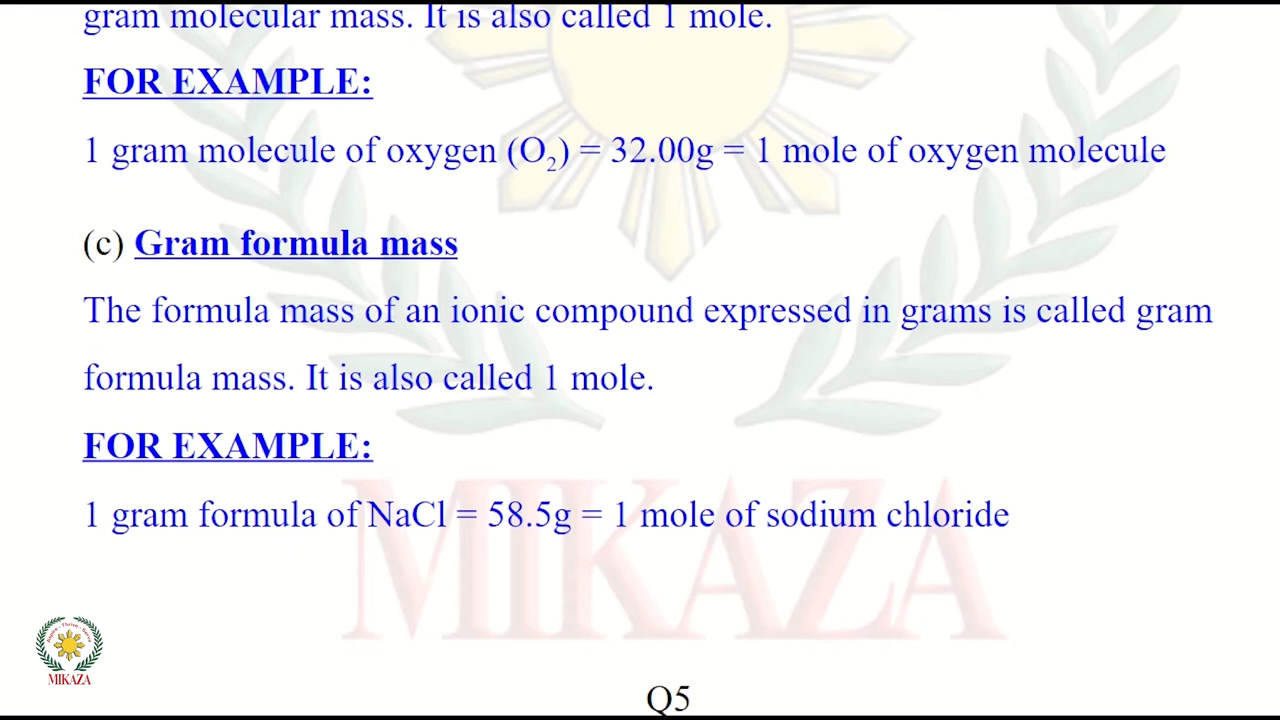 gram molecular mass. It is also called 1 mole.
FOR EXAMPLE:
1 gram molecule of oxygen (O₂) = 32.00g = 1 mole of oxygen molecule
(c) Gram formula mass
The formula mass of an ionic compound expressed in grams is called gram
formula mass. It is also called 1 mole.
FOR EXAMPLE:
1 gram formula of NaCl = 58.5g = 1 mole of sodium chloride
MIKAZA
MIKAZA
Q5